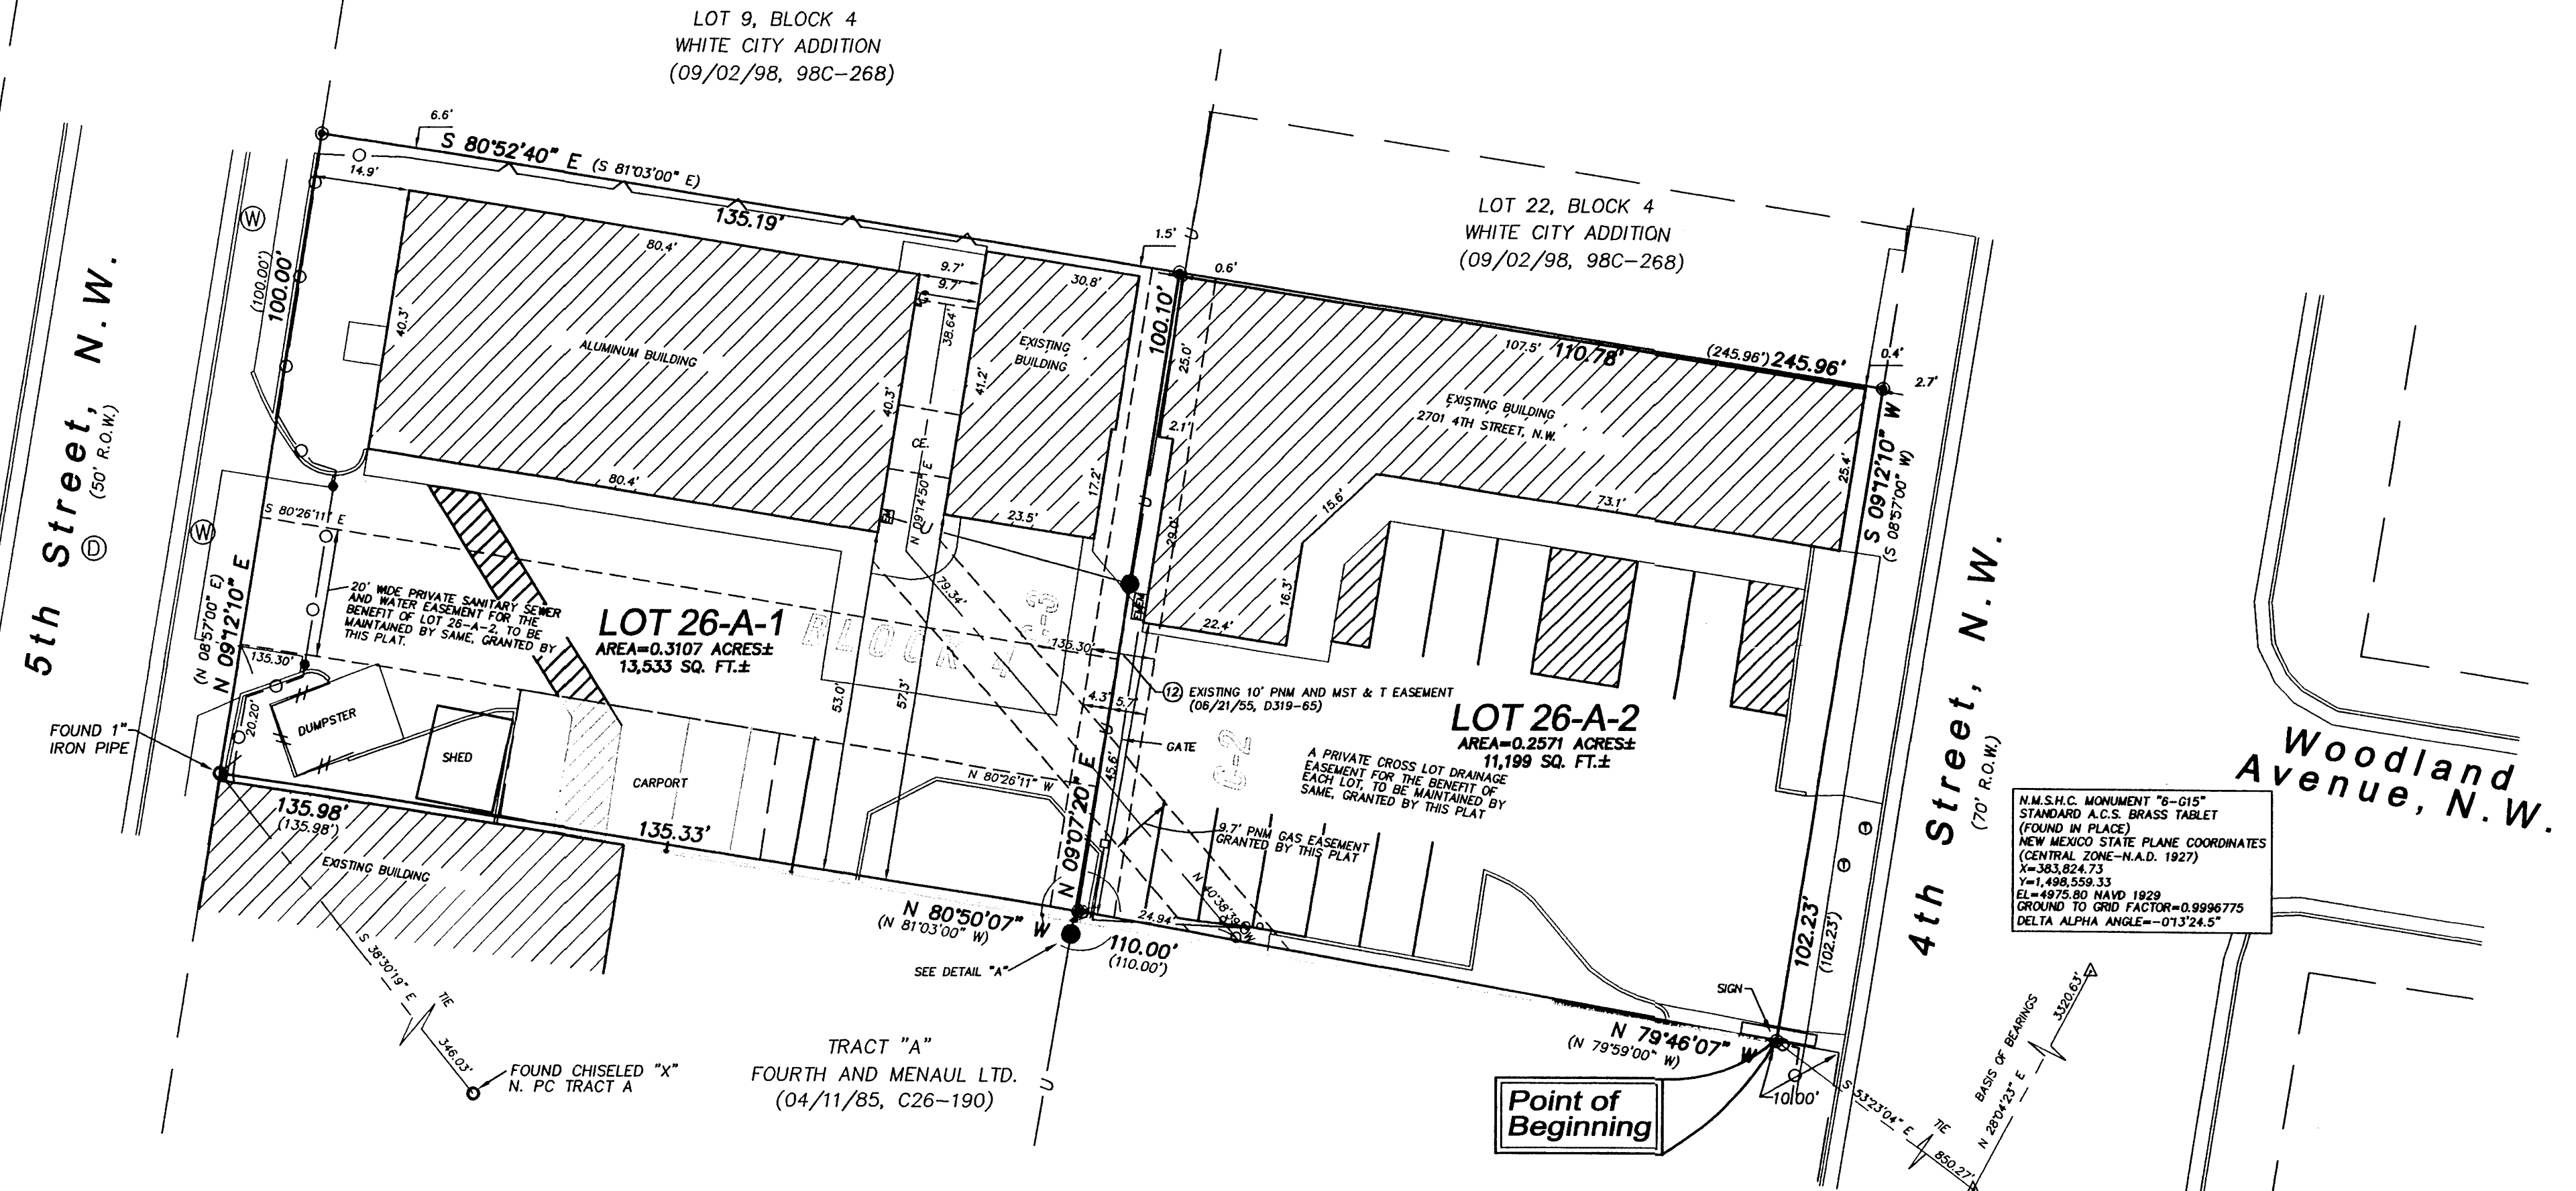 LOT 9, BLOCK 4
WHITE CITY ADDITION
(09/02/98, 98C-268)
6.6'
S 80°52'40" E (S 81°03'00" E)
135.19'
14.9'
80.4'
LOT 22, BLOCK 4
WHITE CITY ADDITION
(09/02/98, 98C-268)
1.5'
0.6'
9.7'
9.7'
30.8'
W
100.00'
(100.00')
40.3'
ALUMINUM BUILDING
38.64'
EXISTING
BUILDING
100.10'
25.0'
107.5'
110.78'
(245.96')
245.96'
0.4'
2.7'
5th Street, N.W.
(50' R.O.W.)
D
40.3'
41.2'
CE.
2.1'
EXISTING BUILDING
2701 4TH STREET, N.W.
25.4'
S 09°12'10" W
(S 08°57'00" W)
80.4'
N 09°14'50" E
23.5'
17.2'
29.0'
15.6'
73.1'
S 80°26'11" E
W
N 09°12'10" E
(N 08°57'00" E)
20' WIDE PRIVATE SANITARY SEWER
AND WATER EASEMENT FOR THE
BENEFIT OF LOT 26-A-2, TO BE
MAINTAINED BY SAME, GRANTED BY
THIS PLAT.
LOT 26-A-1
AREA=0.3107 ACRES±
13,533 SQ. FT.±
BLOCK 4
79.34'
16.3'
22.4'
135.30'
135.30'
12 EXISTING 10' PNM AND MST & T EASEMENT
(06/21/55, D319-65)
4.3'
5.7'
53.0'
57.3'
GATE
C-2
LOT 26-A-2
AREA=0.2571 ACRES±
11,199 SQ. FT.±
A PRIVATE CROSS LOT DRAINAGE
EASEMENT FOR THE BENEFIT OF
EACH LOT, TO BE MAINTAINED BY
SAME, GRANTED BY THIS PLAT
4th Street, N.W.
(70' R.O.W.)
Woodland
Avenue, N.W.
FOUND 1"
IRON PIPE
20.20'
DUMPSTER
SHED
CARPORT
N 80°26'11" W
N 09°07'20" E
45.6'
9.7' PNM GAS EASEMENT
GRANTED BY THIS PLAT
N 40°38'39" W
135.98'
(135.98')
135.33'
EXISTING BUILDING
N 80°50'07" W
(N 81°03'00" W)
24.94'
110.00'
(110.00')
SEE DETAIL "A"
102.23'
(102.23')
N.M.S.H.C. MONUMENT "6-G15"
STANDARD A.C.S. BRASS TABLET
(FOUND IN PLACE)
NEW MEXICO STATE PLANE COORDINATES
(CENTRAL ZONE-N.A.D. 1927)
X=383,824.73
Y=1,498,559.33
EL=4975.80 NAVD 1929
GROUND TO GRID FACTOR=0.9996775
DELTA ALPHA ANGLE=-0°13'24.5"
S 38°30'19" E
TIE
346.03'
FOUND CHISELED "X"
N. PC TRACT A
TRACT "A"
FOURTH AND MENAUL LTD.
(04/11/85, C26-190)
SIGN
N 79°46'07" W
(N 79°59'00" W)
Point of
Beginning
10.00'
S 53°23'04" E
TIE
850.27'
BASIS OF BEARINGS
N 28°04'23" E
3320.63'